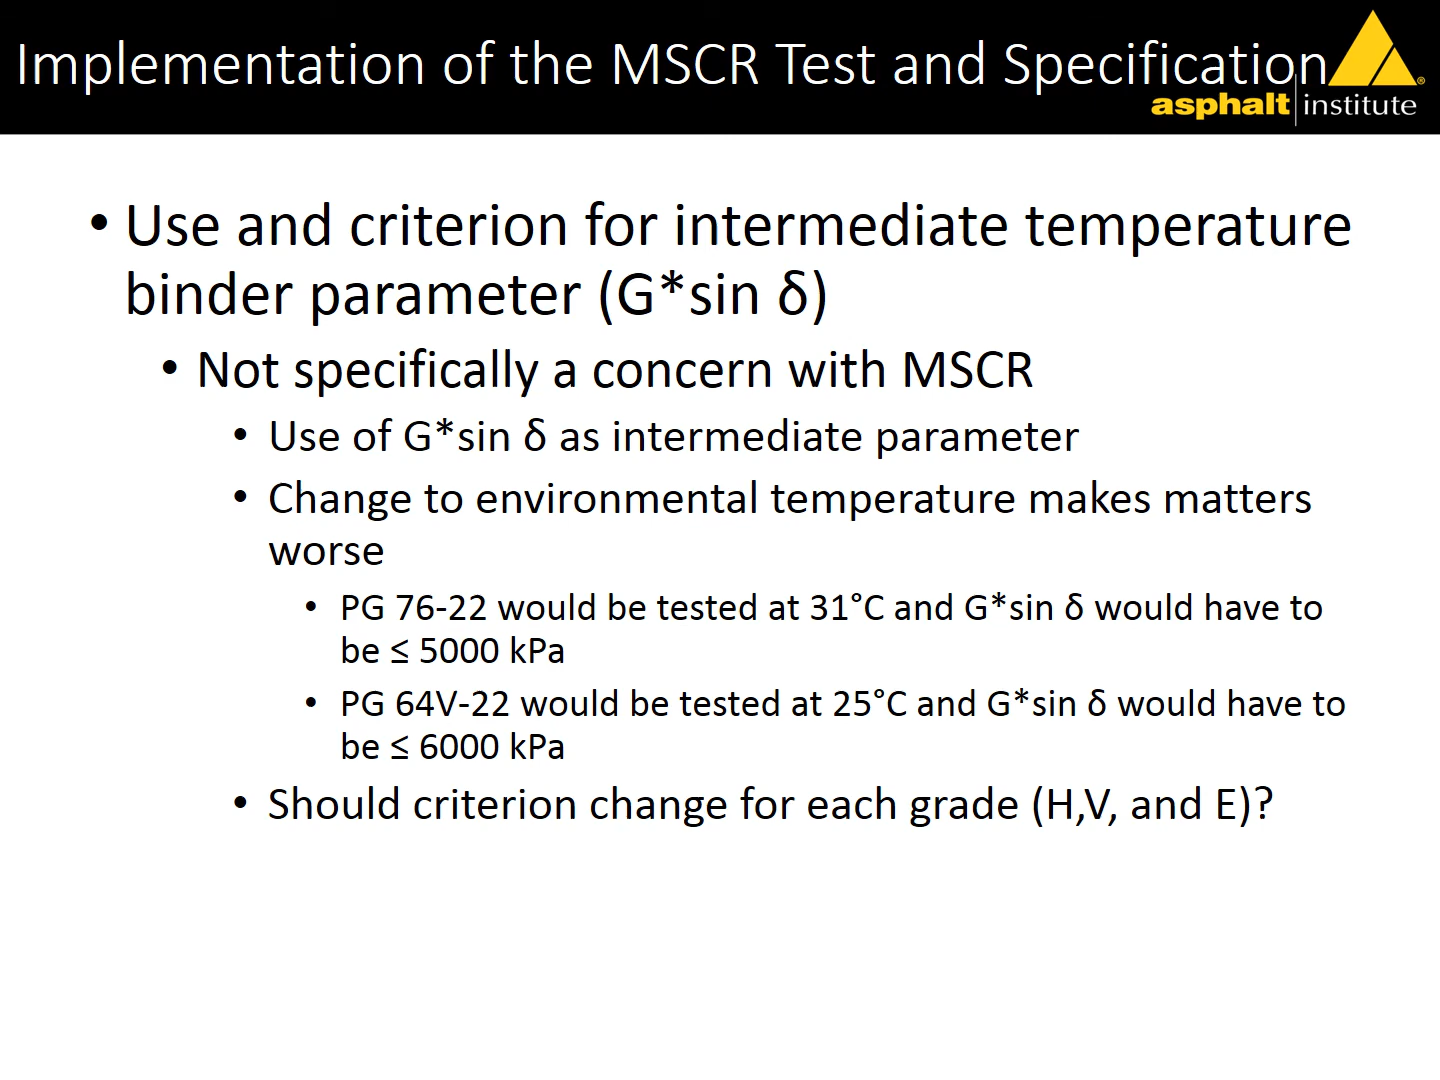 Implementation of the MSCR Test and Specification
asphalt institute
• Use and criterion for intermediate temperature
binder parameter (G*sin δ)
• Not specifically a concern with MSCR
• Use of G*sin δ as intermediate parameter
• Change to environmental temperature makes matters
worse
• PG 76-22 would be tested at 31°C and G*sin δ would have to
be ≤ 5000 kPa
• PG 64V-22 would be tested at 25°C and G*sin δ would have to
be ≤ 6000 kPa
• Should criterion change for each grade (H,V, and E)?